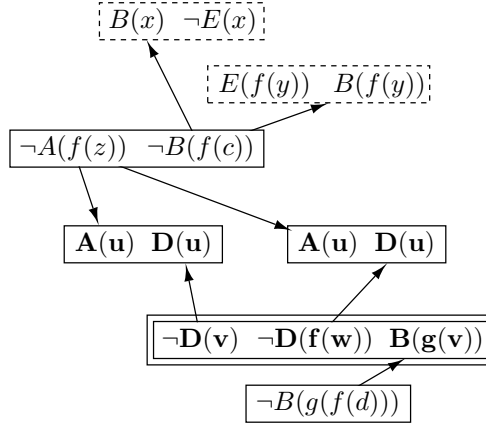 B(x) ¬E(x)
E(f(y)) B(f(y))
¬A(f(z)) ¬B(f(c))
A(u) D(u) A(u) D(u)
¬D(v) ¬D(f(w)) B(g(v))
¬B(g(f(d)))